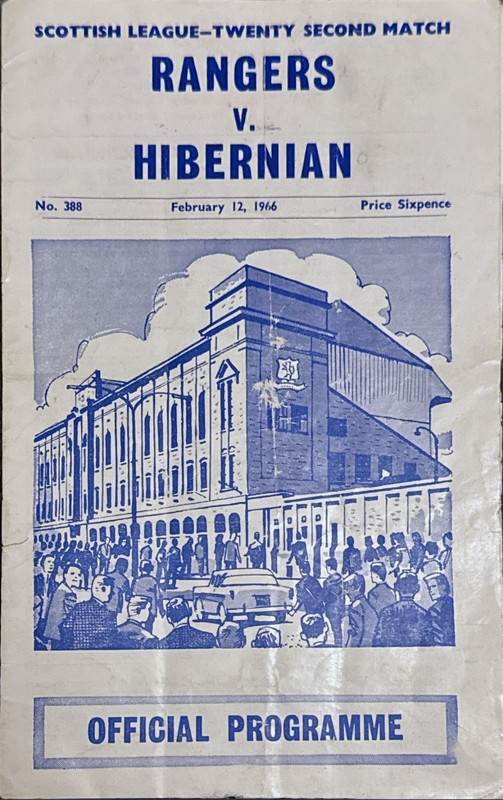 SCOTTISH LEAGUE—TWENTY SECOND MATCH
RANGERS
V.
HIBERNIAN
No. 388 February 12, 1966 Price Sixpence
OFFICIAL PROGRAMME